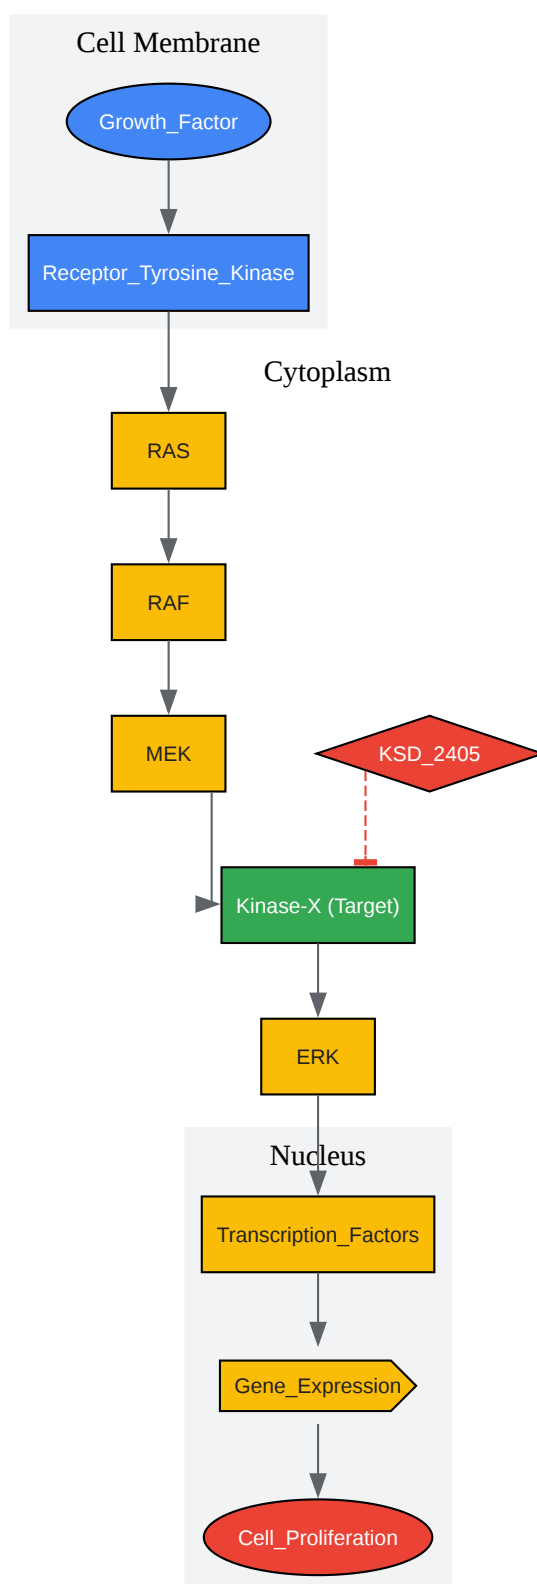 Cell Membrane
Growth_Factor
Receptor_Tyrosine_Kinase
Cytoplasm
RAS
RAF
MEK
KSD_2405
Kinase-X (Target)
ERK
Nucleus
Transcription_Factors
Gene_Expression
Cell_Proliferation